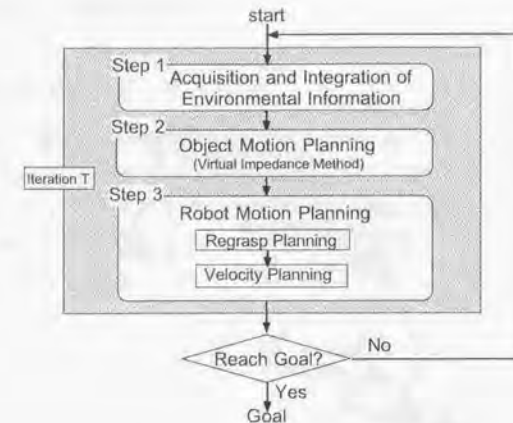 start
Step 1
Acquisition and Integration of
Environmental Information
Step 2
Object Motion Planning
(Virtual Impedance Method)
Iteration T
Step 3
Robot Motion Planning
Regrasp Planning
Velocity Planning
Reach Goal?
No
Yes
Goal